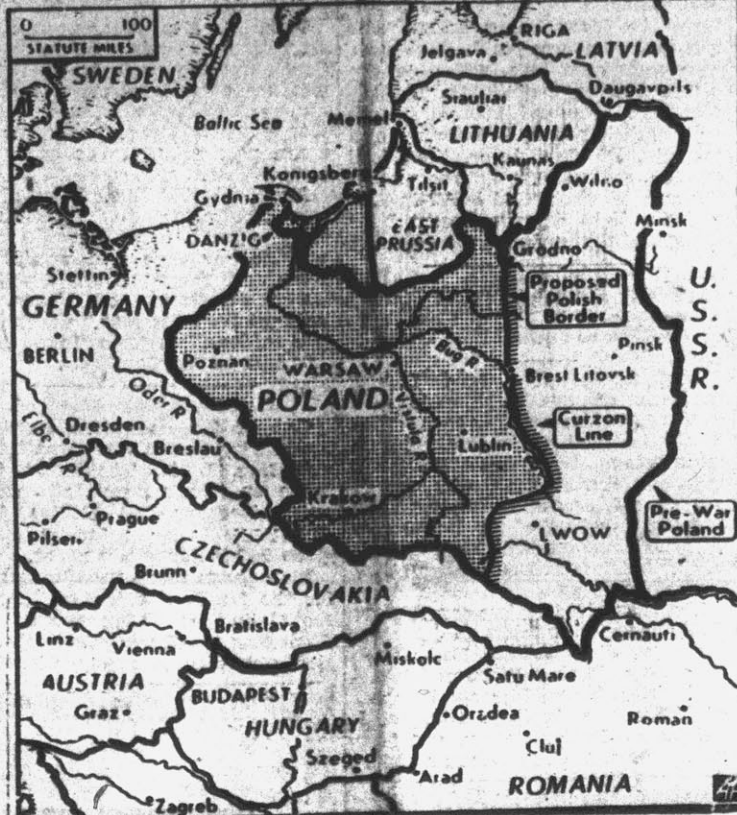 0 100
STATUTE MILES
SWEDEN
RIGA
Jelgava
LATVIA
Daugavpils
Siauliai
Baltic Sea
Memel
LITHUANIA
Konigsberg
Kaunas
Tilsit
Wilno
Gydnia
EAST
PRUSSIA
Minsk
DANZIG
Grodno
Stettin
Proposed
Polish
Border
U.
S.
S.
R.
GERMANY
BERLIN
Poznan
WARSAW
Bug R.
Pinsk
Brest Litovsk
Oder R
POLAND
Vistula R.
Elbe R
Dresden
Breslau
Lublin
Curzon
Line
Krakow
Prague
Pilsen
LWOW
Pre-War
Poland
CZECHOSLOVAKIA
Brunn
Bratislava
Linz
Vienna
Cernauti
Miskolc
Satu Mare
AUSTRIA
BUDAPEST
Graz
HUNGARY
Oradea
Roman
Cluj
Szeged
Arad
ROMANIA
Zagreb